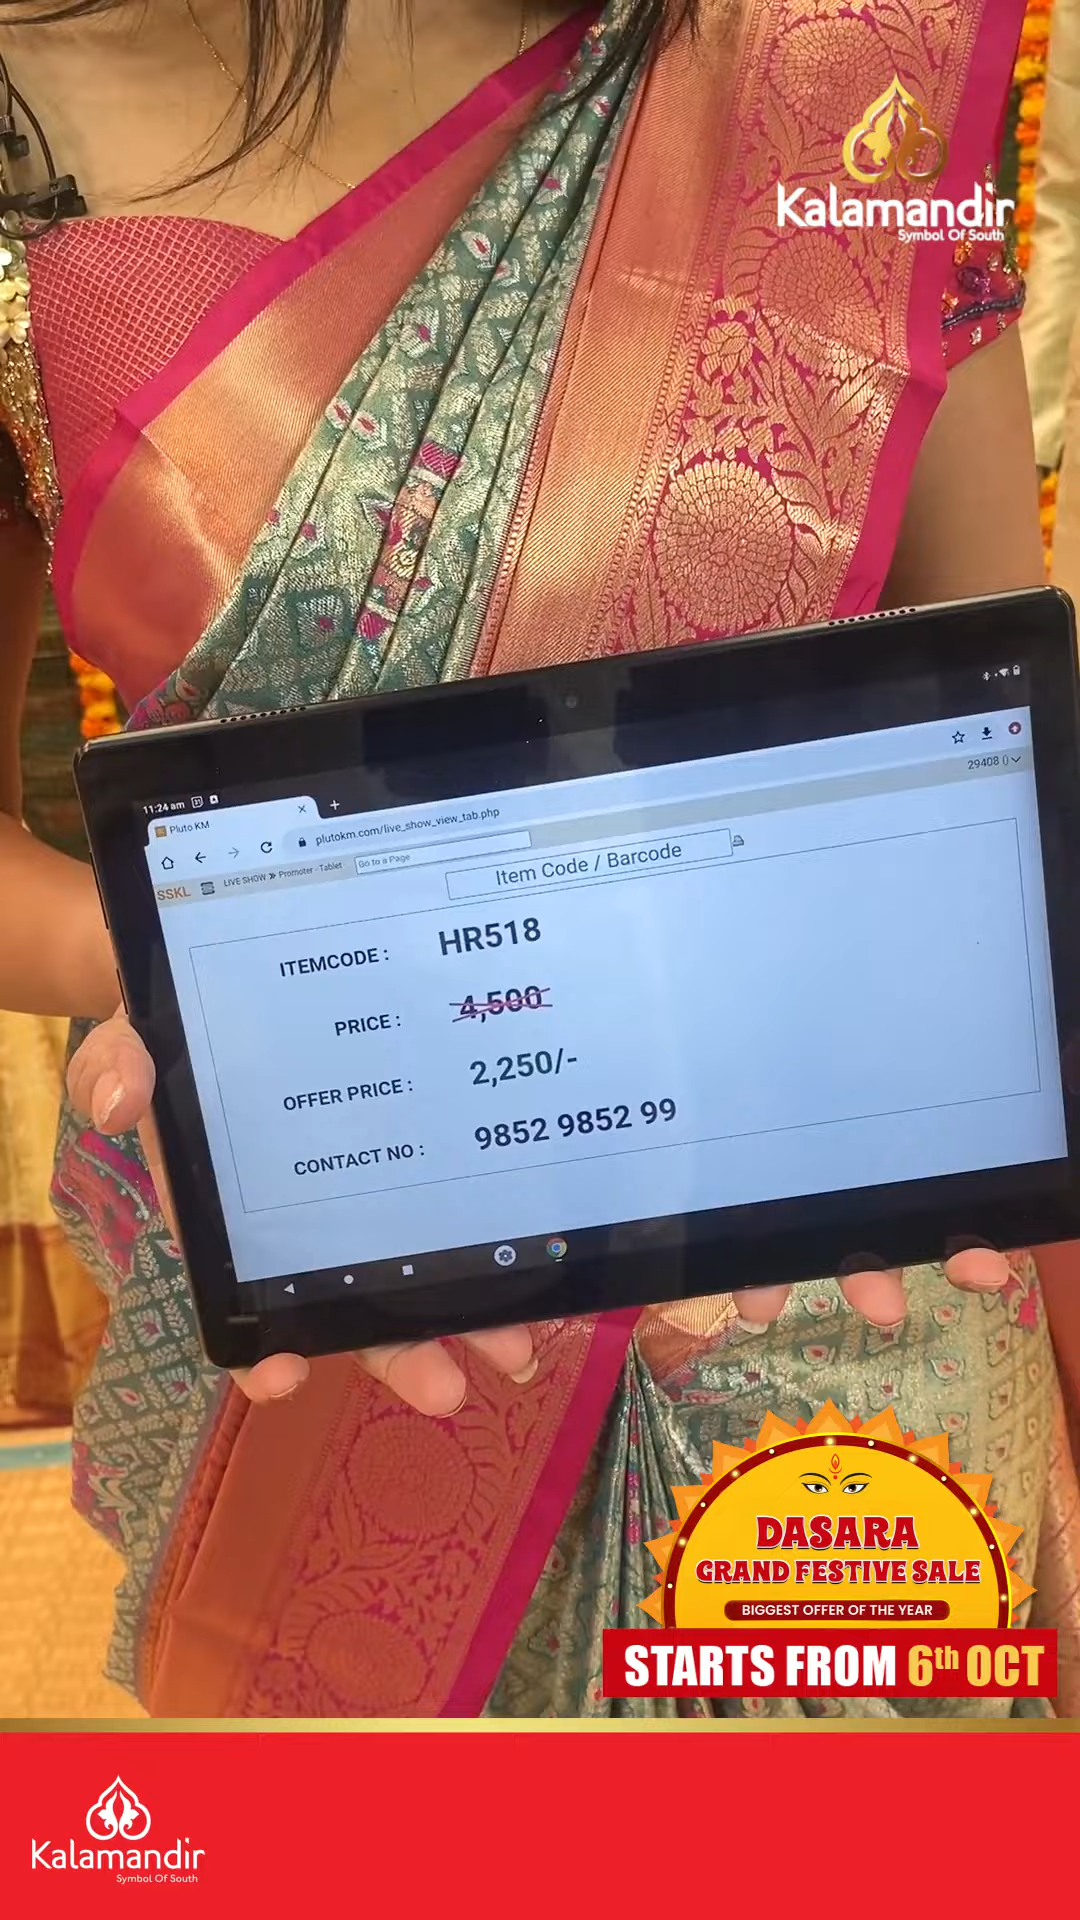 Kalamandir
Symbol Of South
11:24 am
Pluto KM
plutokm.com/live_show_view_tab.php
29408 ()
SSKL
LIVE SHOW » Promoter - Tablet
Go to a Page
Item Code / Barcode
ITEMCODE : HR518
PRICE : 4,500
OFFER PRICE : 2,250/-
CONTACT NO : 9852 9852 99
DASARA
GRAND FESTIVE SALE
BIGGEST OFFER OF THE YEAR
STARTS FROM 6th OCT
Kalamandir
Symbol Of South